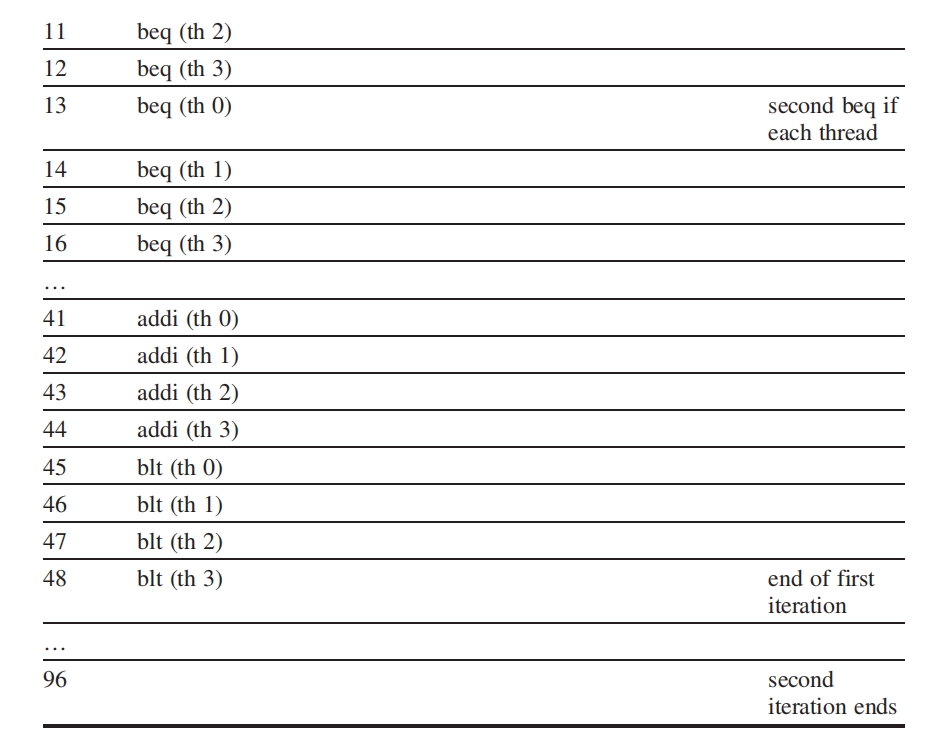 11 beq (th 2)
12 beq (th 3)
13 beq (th 0) second beq if
each thread
14 beq (th 1)
15 beq (th 2)
16 beq (th 3)
…
41 addi (th 0)
42 addi (th 1)
43 addi (th 2)
44 addi (th 3)
45 blt (th 0)
46 blt (th 1)
47 blt (th 2)
48 blt (th 3) end of first
iteration
…
96 second
iteration ends